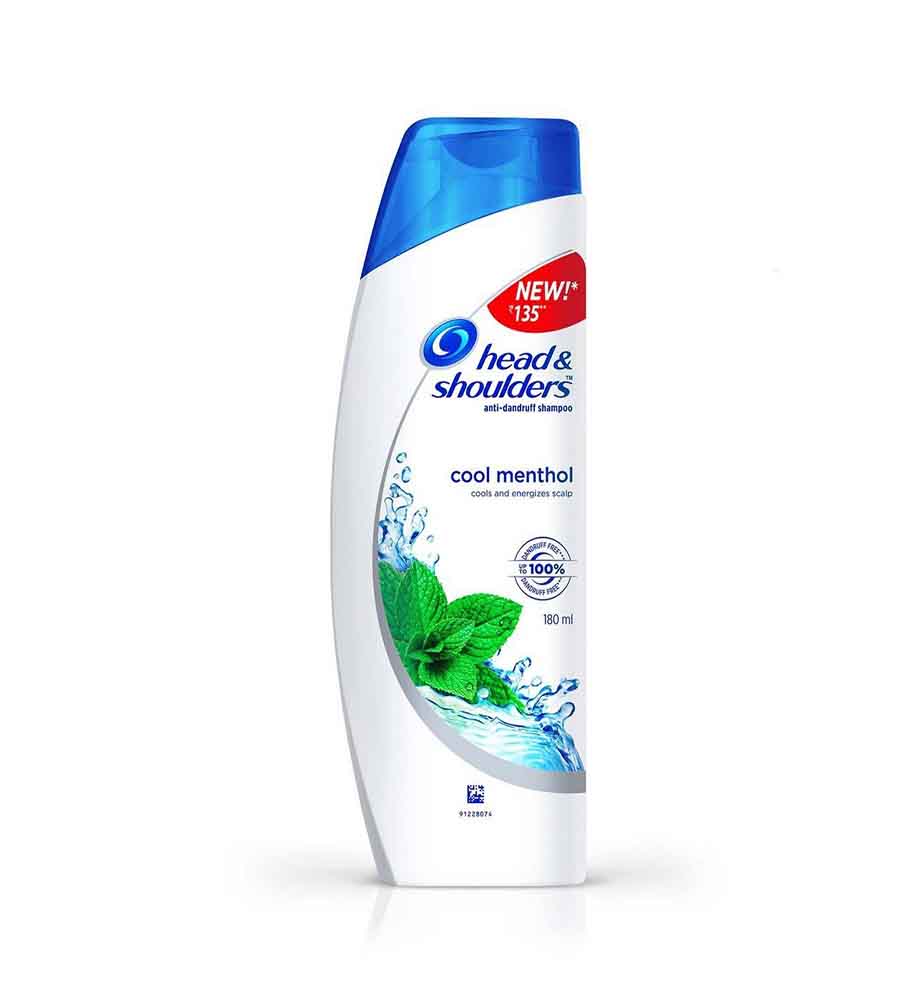 NEW!*
₹135**
head &
shoulders™
anti-dandruff shampoo
cool menthol
cools and energizes scalp
DANDRUFF FREE***
UP TO 100%
DANDRUFF FREE***
180 ml
91228074